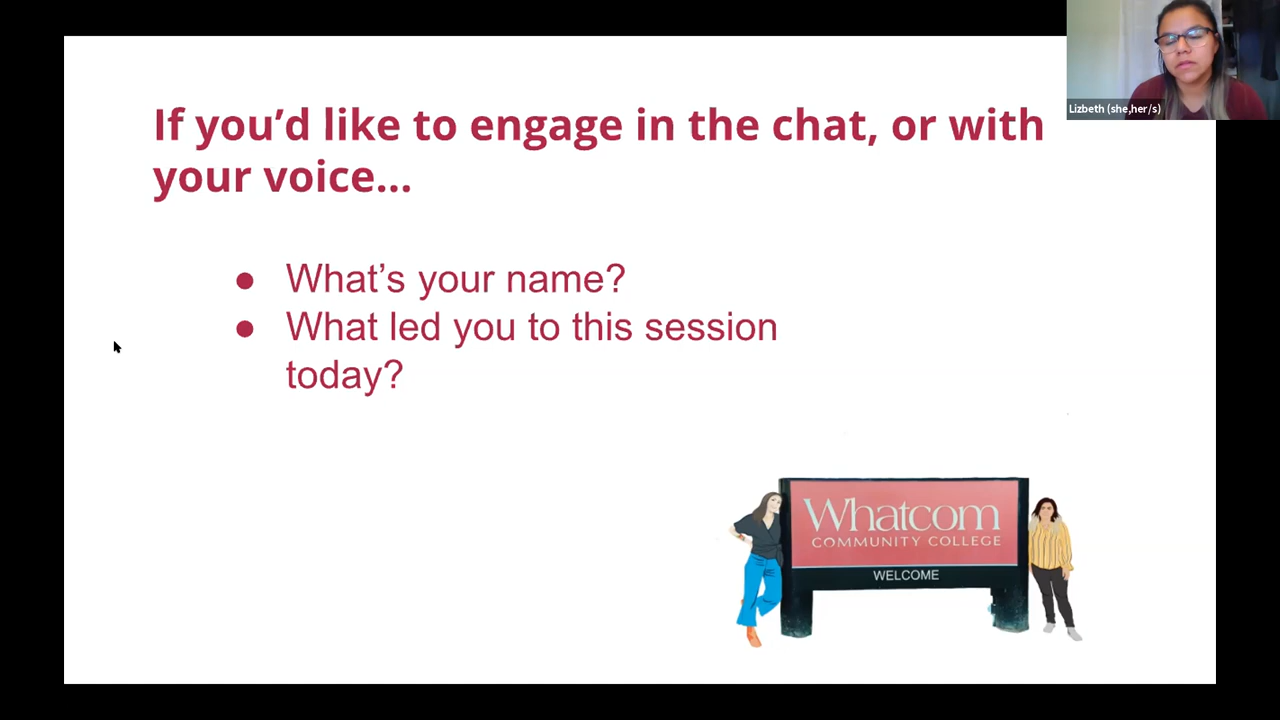 If you’d like to engage in the chat, or with
your voice...
● What’s your name?
● What led you to this session
today?
Whatcom
COMMUNITY COLLEGE
WELCOME
Lizbeth (she,her/s)